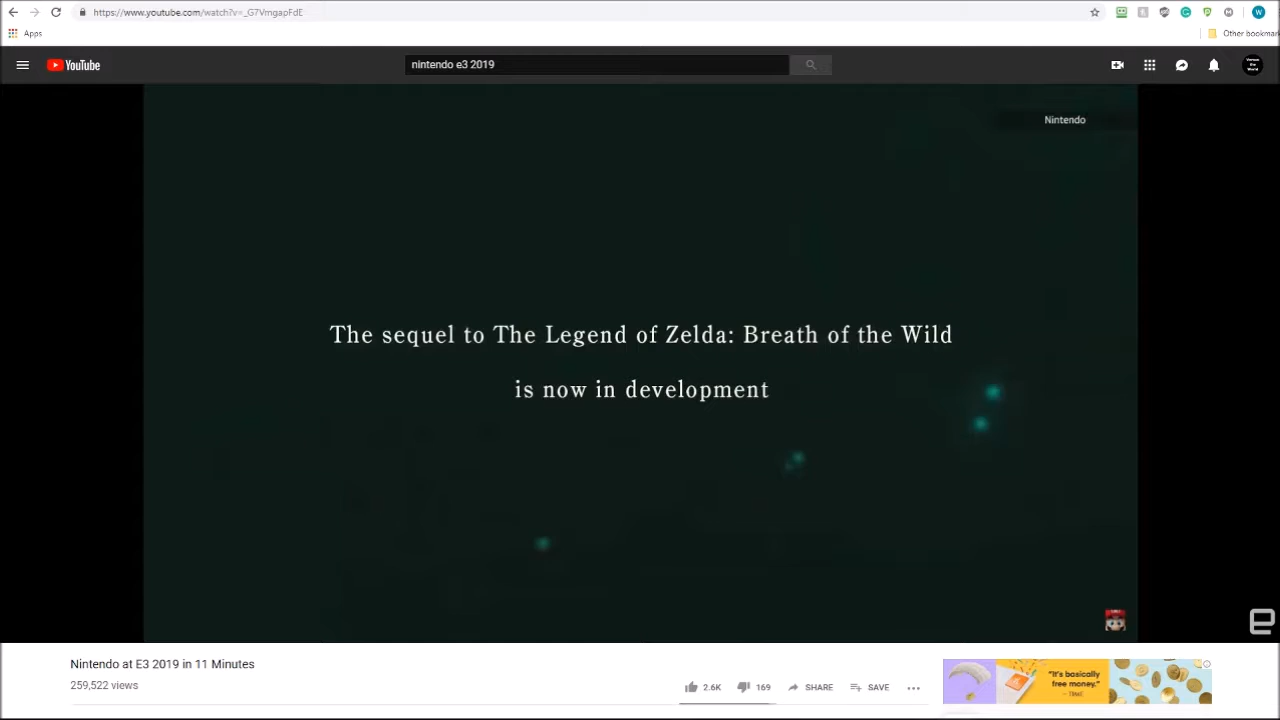 https://www.youtube.com/watch?v=_G7VmgapFdE
Apps
Other bookmar
YouTube
nintendo e3 2019
Nintendo
The sequel to The Legend of Zelda: Breath of the Wild
is now in development
Nintendo at E3 2019 in 11 Minutes
259,522 views
2.6K
169
SHARE
SAVE
"It's basically
free money."
— TIME